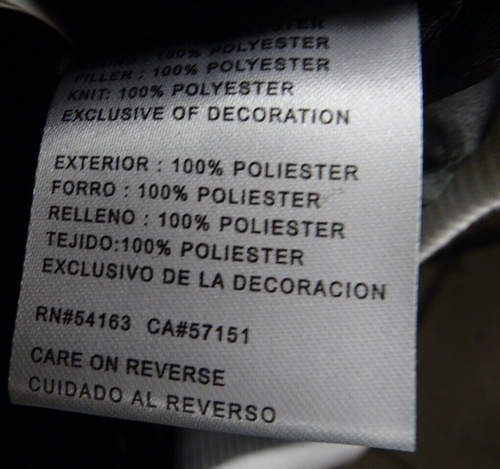 : 100% POLYESTER
FILLER : 100% POLYESTER
KNIT: 100% POLYESTER
EXCLUSIVE OF DECORATION
EXTERIOR : 100% POLIESTER
FORRO : 100% POLIESTER
RELLENO : 100% POLIESTER
TEJIDO:100% POLIESTER
EXCLUSIVO DE LA DECORACION
RN#54163 CA#57151
CARE ON REVERSE
CUIDADO AL REVERSO